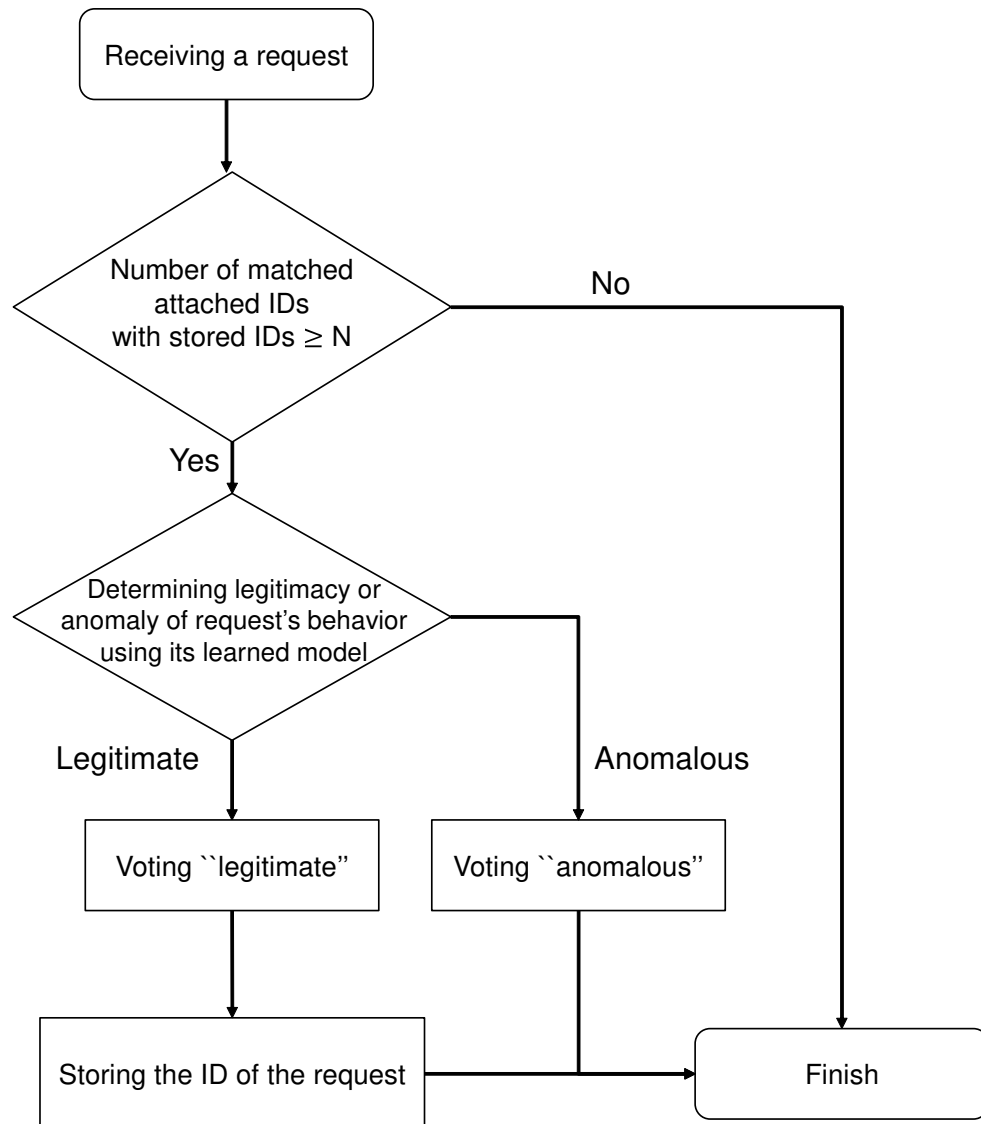 Receiving a request
Number of matched
attached IDs
with stored IDs ≥ N
No
Yes
Determining legitimacy or
anomaly of request's behavior
using its learned model
Legitimate
Anomalous
Voting ``legitimate''
Voting ``anomalous''
Storing the ID of the request
Finish